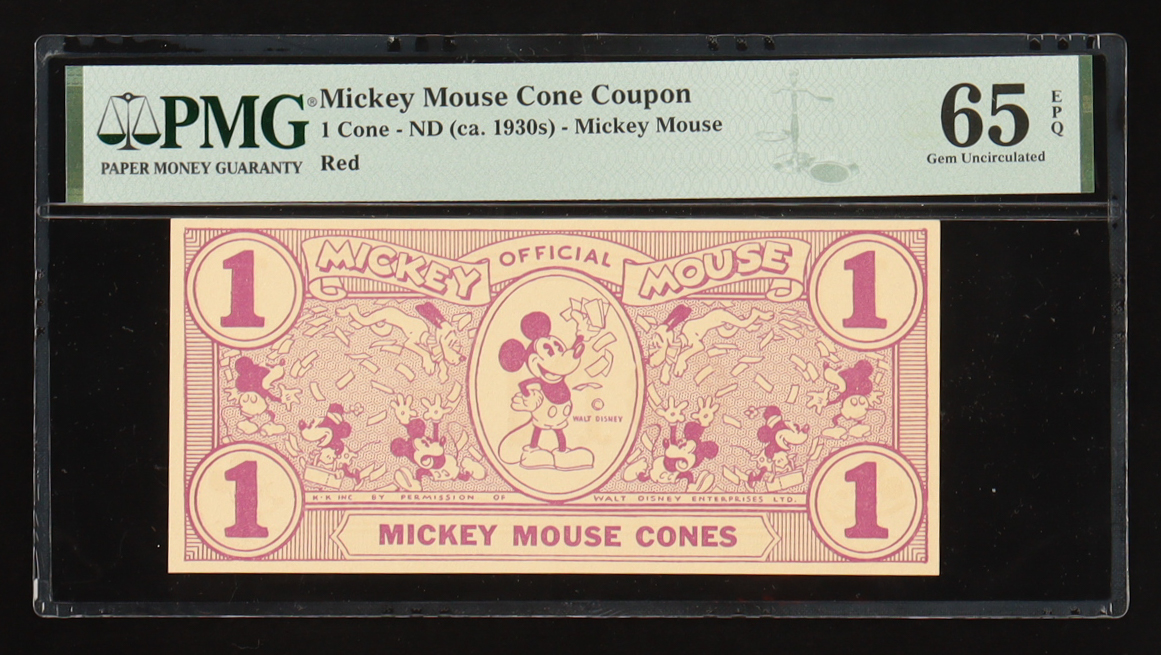 PMG®
PAPER MONEY GUARANTY
Mickey Mouse Cone Coupon
1 Cone - ND (ca. 1930s) - Mickey Mouse
Red
65 EPQ
Gem Uncirculated
1 MICKEY OFFICIAL MOUSE 1
© WALT DISNEY
K-K INC BY PERMISSION OF WALT DISNEY ENTERPRISES LTD.
1 MICKEY MOUSE CONES 1